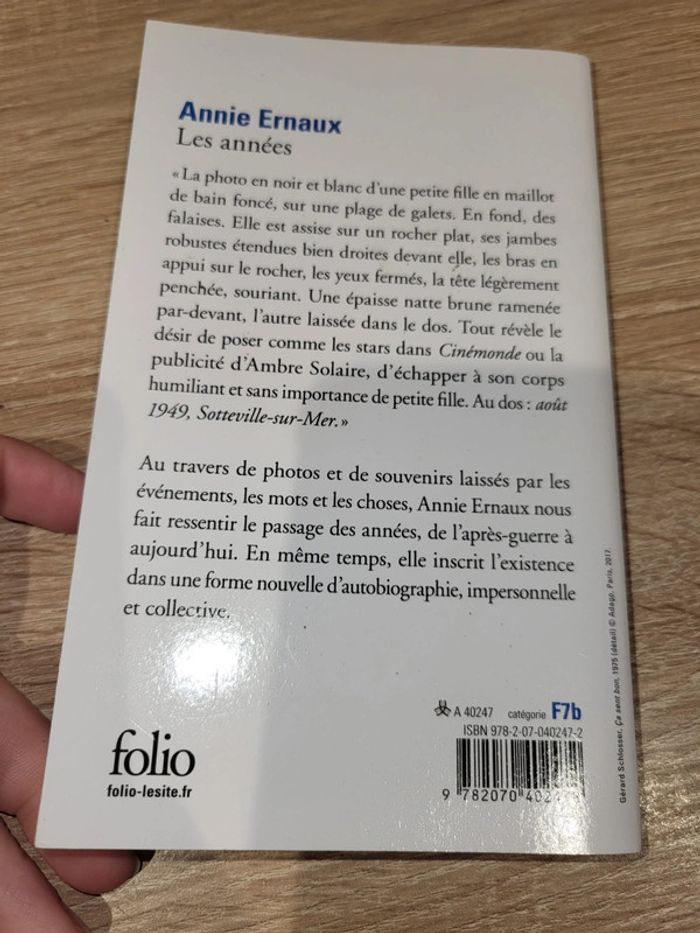 Annie Ernaux
Les années
« La photo en noir et blanc d'une petite fille en maillot
de bain foncé, sur une plage de galets. En fond, des
falaises. Elle est assise sur un rocher plat, ses jambes
robustes étendues bien droites devant elle, les bras en
appui sur le rocher, les yeux fermés, la tête légèrement
penchée, souriant. Une épaisse natte brune ramenée
par-devant, l'autre laissée dans le dos. Tout révèle le
désir de poser comme les stars dans Cinémonde ou la
publicité d'Ambre Solaire, d'échapper à son corps
humiliant et sans importance de petite fille. Au dos : août
1949, Sotteville-sur-Mer. »
Au travers de photos et de souvenirs laissés par les
événements, les mots et les choses, Annie Ernaux nous
fait ressentir le passage des années, de l'après-guerre à
aujourd'hui. En même temps, elle inscrit l'existence
dans une forme nouvelle d'autobiographie, impersonnelle
et collective.
A 40247 catégorie F7b
ISBN 978-2-07-040247-2
9 782070 402
folio
folio-lesite.fr
Gérard Schlosser, Ça sent bon, 1975 (détail) © Adagp, Paris, 2017.